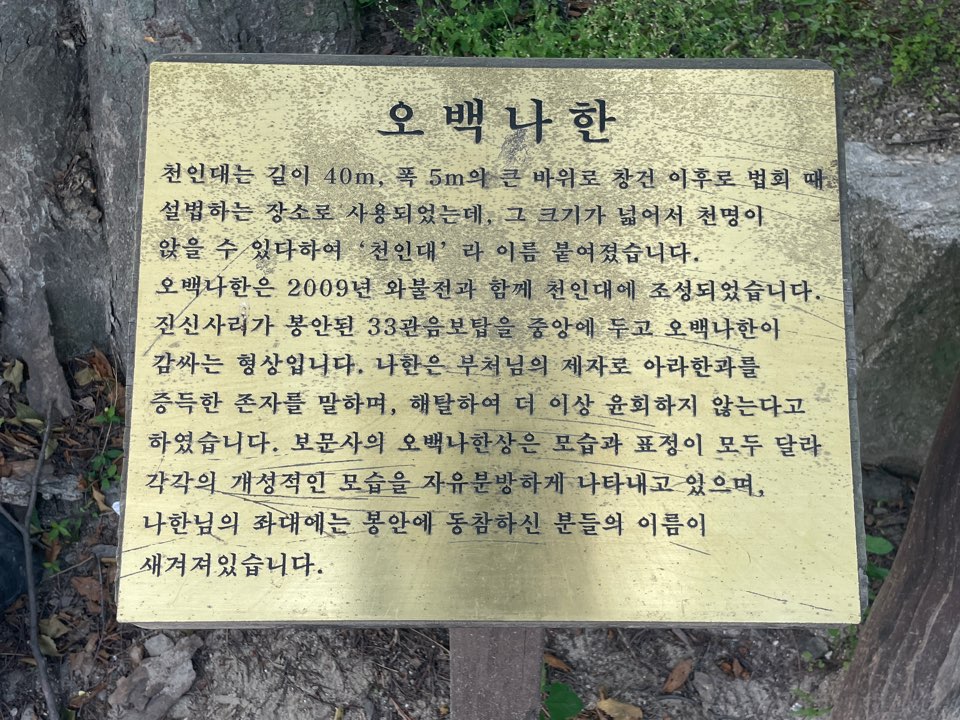 오백나한
천인대는 길이 40m, 폭 5m의 큰 바위로 창건 이후로 법회 때
설법하는 장소로 사용되었는데, 그 크기가 넓어서 천명이
앉을 수 있다하여 ‘천인대’ 라 이름 붙여졌습니다.
오백나한은 2009년 와불전과 함께 천인대에 조성되었습니다.
진신사리가 봉안된 33관음보탑을 중앙에 두고 오백나한이
감싸는 형상입니다. 나한은 부처님의 제자로 아라한과를
증득한 존자를 말하며, 해탈하여 더 이상 윤회하지 않는다고
하였습니다. 보문사의 오백나한상은 모습과 표정이 모두 달라
각각의 개성적인 모습을 자유분방하게 나타내고 있으며,
나한님의 좌대에는 봉안에 동참하신 분들의 이름이
새겨져있습니다.